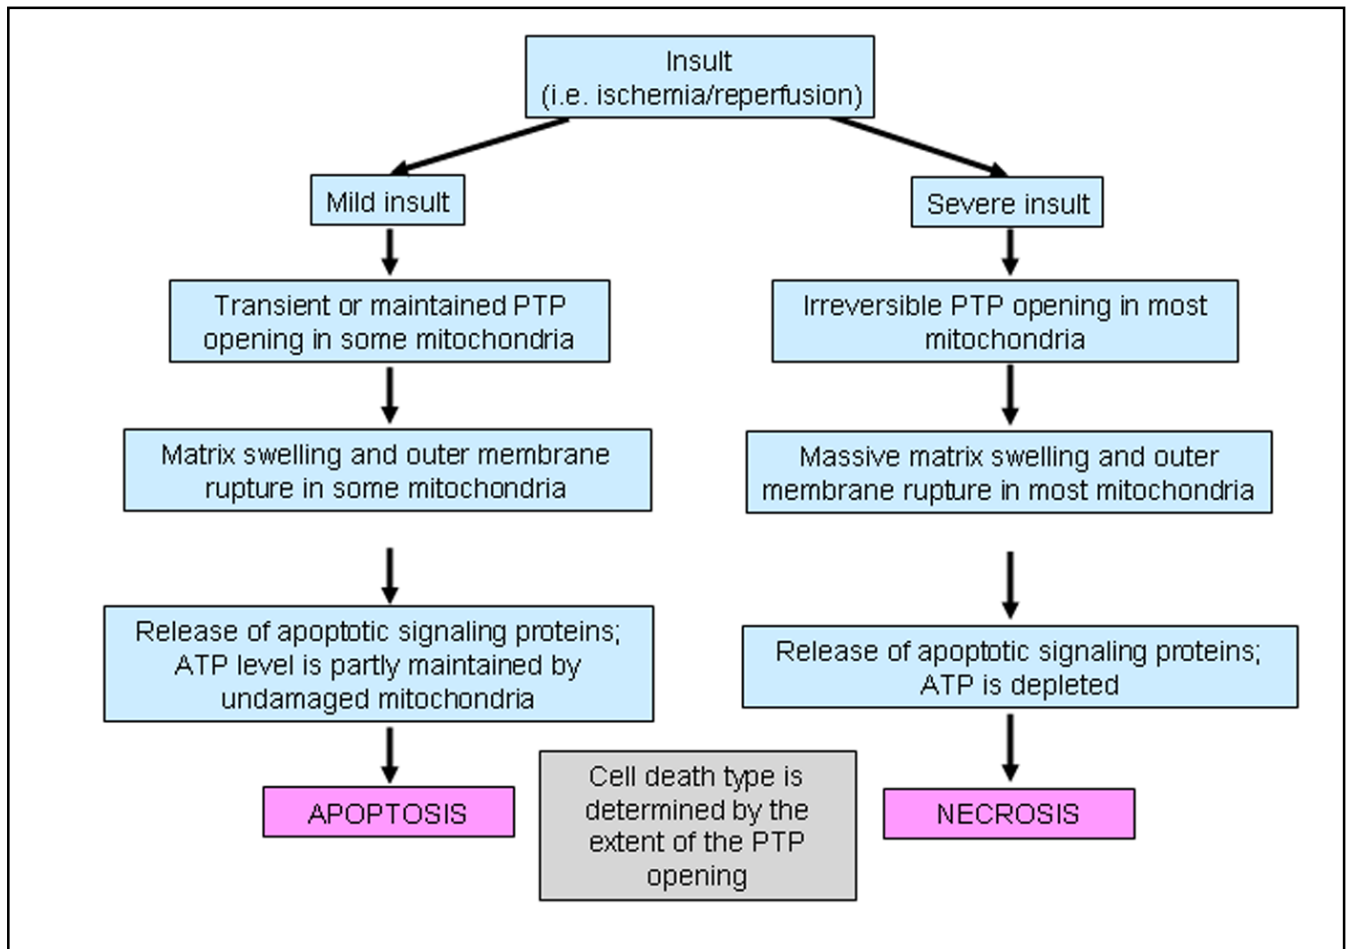 Insult
(i.e. ischemia/reperfusion)
Mild insult
Severe insult
Transient or maintained PTP
opening in some mitochondria
Irreversible PTP opening in most
mitochondria
Matrix swelling and outer membrane
rupture in some mitochondria
Massive matrix swelling and outer
membrane rupture in most mitochondria
Release of apoptotic signaling proteins;
ATP level is partly maintained by
undamaged mitochondria
Release of apoptotic signaling proteins;
ATP is depleted
APOPTOSIS
Cell death type is
determined by the
extent of the PTP
opening
NECROSIS